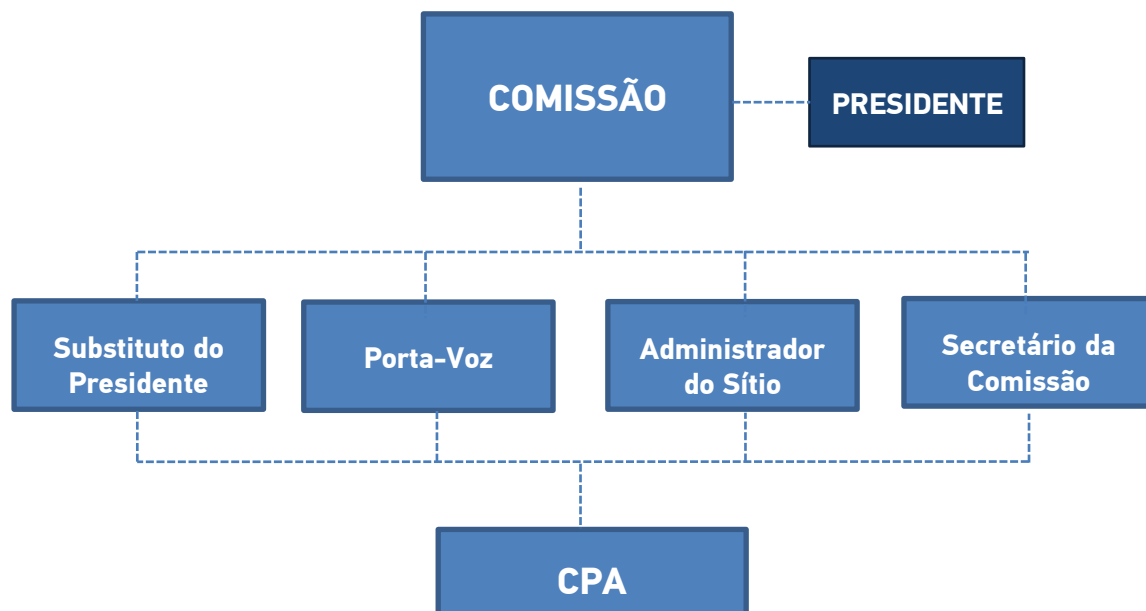 COMISSÃO
PRESIDENTE
Substituto do
Presidente
Porta-Voz
Administrador
do Sítio
Secretário da
Comissão
CPA